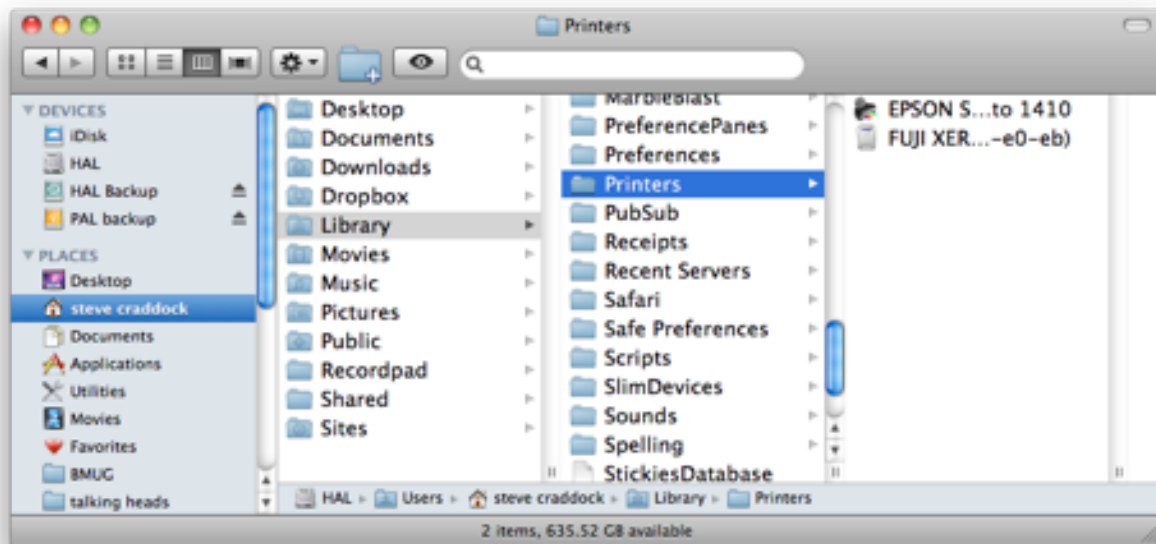 Printers
DEVICES
iDisk
HAL
HAL Backup
PAL backup
PLACES
Desktop
steve craddock
Documents
Applications
Utilities
Movies
Favorites
BMUG
talking heads
Desktop
Documents
Downloads
Dropbox
Library
Movies
Music
Pictures
Public
Recordpad
Shared
Sites
MarbleBlast
PreferencePanes
Preferences
Printers
PubSub
Receipts
Recent Servers
Safari
Safe Preferences
Scripts
SlimDevices
Sounds
Spelling
StickiesDatabase
EPSON S...to 1410
FUJI XER...-e0-eb)
HAL ▸ Users ▸ steve craddock ▸ Library ▸ Printers
2 items, 635.52 GB available